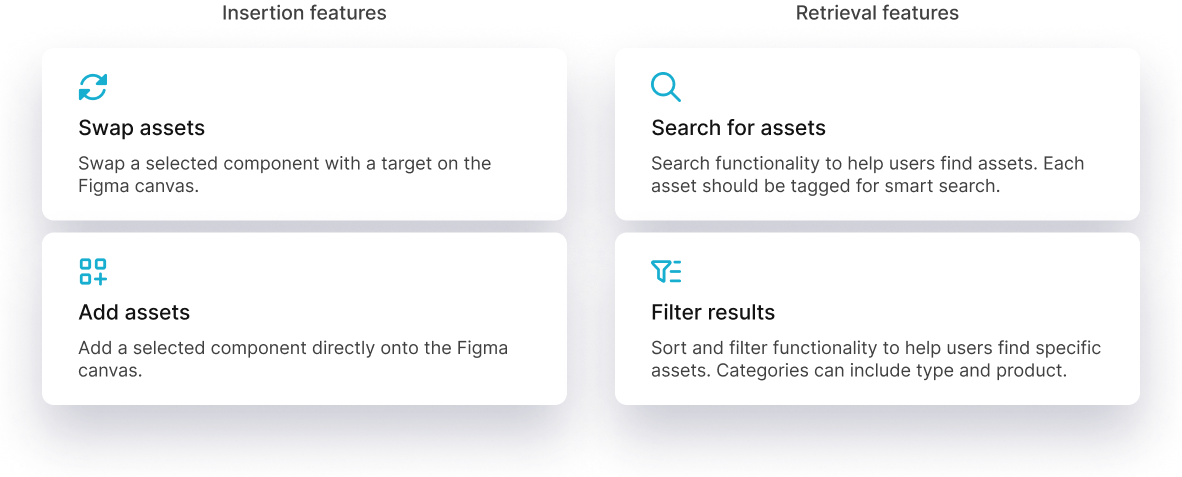 Insertion features
Swap assets
Swap a selected component with a target on the
Figma canvas.
Add assets
Add a selected component directly onto the Figma
canvas.
Retrieval features
Search for assets
Search functionality to help users find assets. Each
asset should be tagged for smart search.
Filter results
Sort and filter functionality to help users find specific
assets. Categories can include type and product.